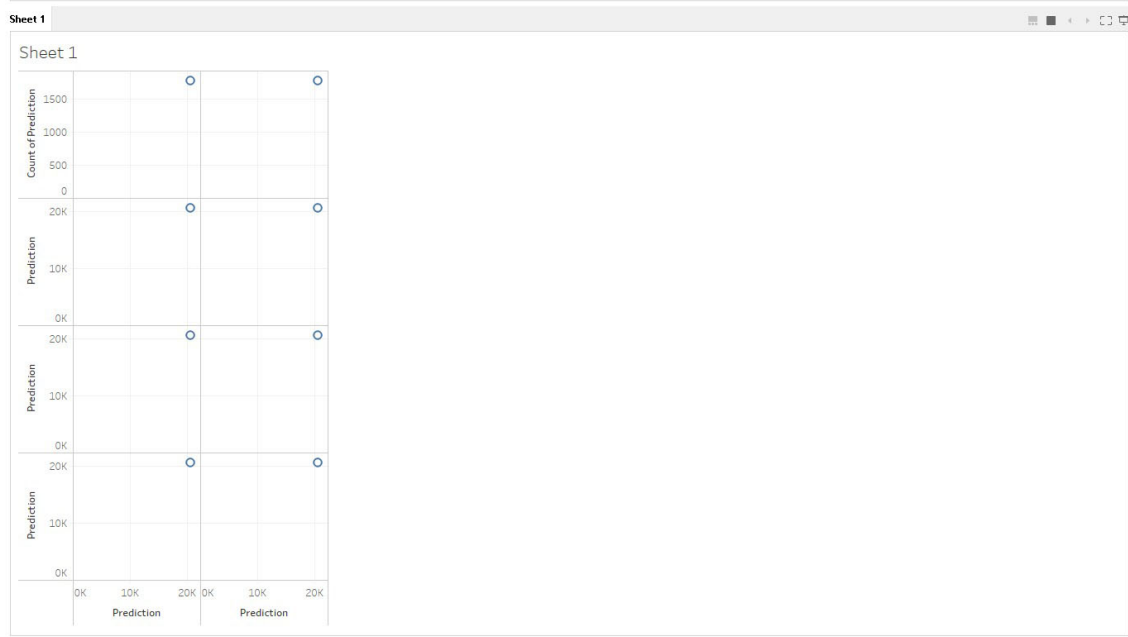 Sheet 1
Sheet 1
Count of Prediction
1500
1000
500
0
Prediction
20K
10K
0K
Prediction
20K
10K
0K
Prediction
20K
10K
0K
0K 10K 20K 0K 10K 20K
Prediction Prediction